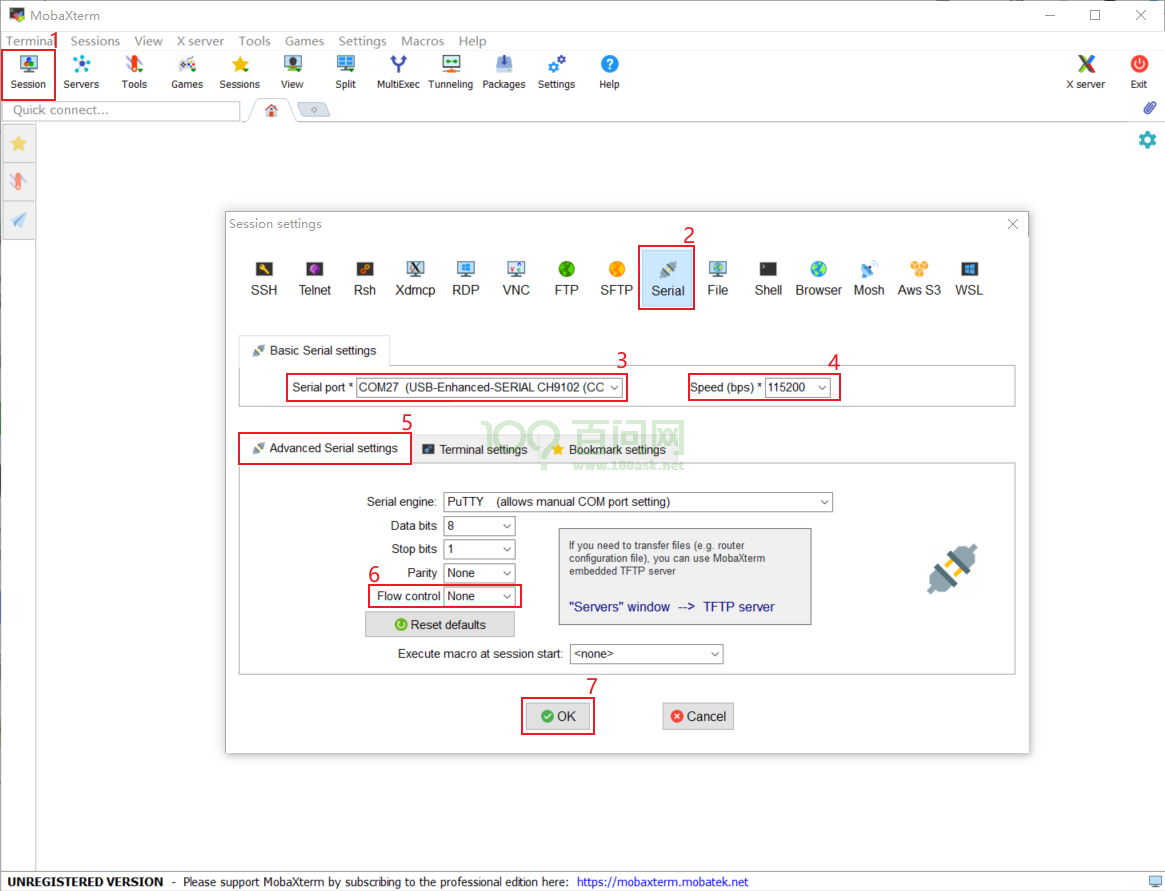 MobaXterm
Terminal Sessions View X server Tools Games Settings Macros Help
1
Session Servers Tools Games Sessions View Split MultiExec Tunneling Packages Settings Help X server Exit
Quick connect...
Session settings
2
SSH Telnet Rsh Xdmcp RDP VNC FTP SFTP Serial File Shell Browser Mosh Aws S3 WSL
Basic Serial settings
3
4
Serial port * COM27 (USB-Enhanced-SERIAL CH9102 (CC Speed (bps) * 115200
5
Advanced Serial settings Terminal settings Bookmark settings
100 百问网
www.100ask.net
Serial engine: PuTTY (allows manual COM port setting)
Data bits 8
Stop bits 1
Parity None
6
Flow control None
Reset defaults
If you need to transfer files (e.g. router
configuration file), you can use MobaXterm
embedded TFTP server
"Servers" window --> TFTP server
Execute macro at session start: <none>
7
OK Cancel
UNREGISTERED VERSION - Please support MobaXterm by subscribing to the professional edition here: https://mobaxterm.mobatek.net